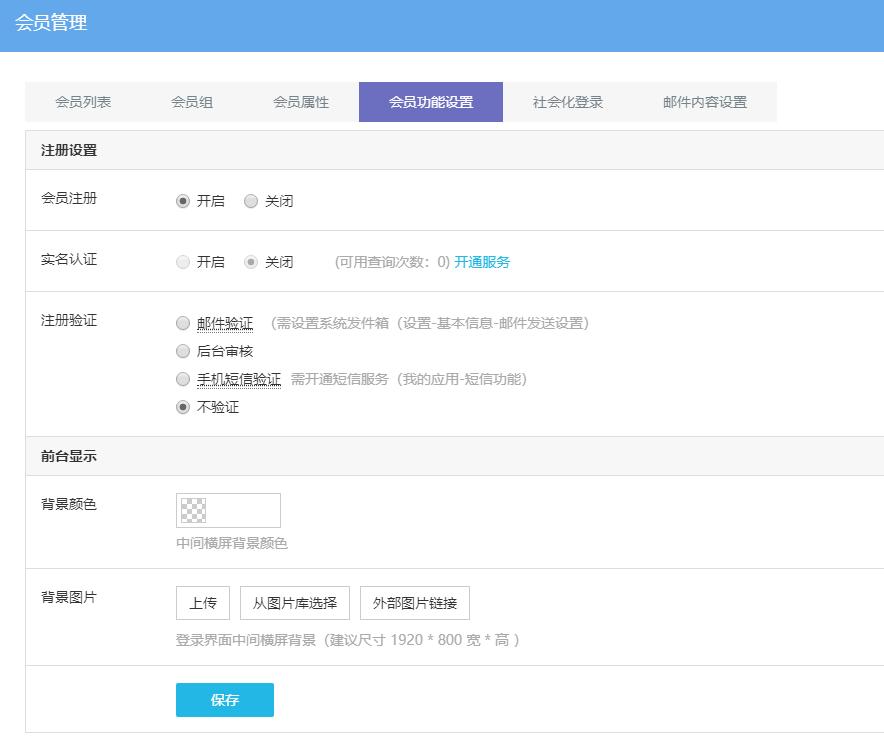 会员管理
会员列表 会员组 会员属性 会员功能设置 社会化登录 邮件内容设置
注册设置
会员注册 开启 关闭
实名认证 开启 关闭 (可用查询次数：0) 开通服务
注册验证 邮件验证 （需设置系统发件箱（设置-基本信息-邮件发送设置）
后台审核
手机短信验证 需开通短信服务（我的应用-短信功能）
不验证
前台显示
背景颜色
中间横屏背景颜色
背景图片 上传 从图片库选择 外部图片链接
登录界面中间横屏背景（建议尺寸 1920 * 800 宽 * 高 ）
保存